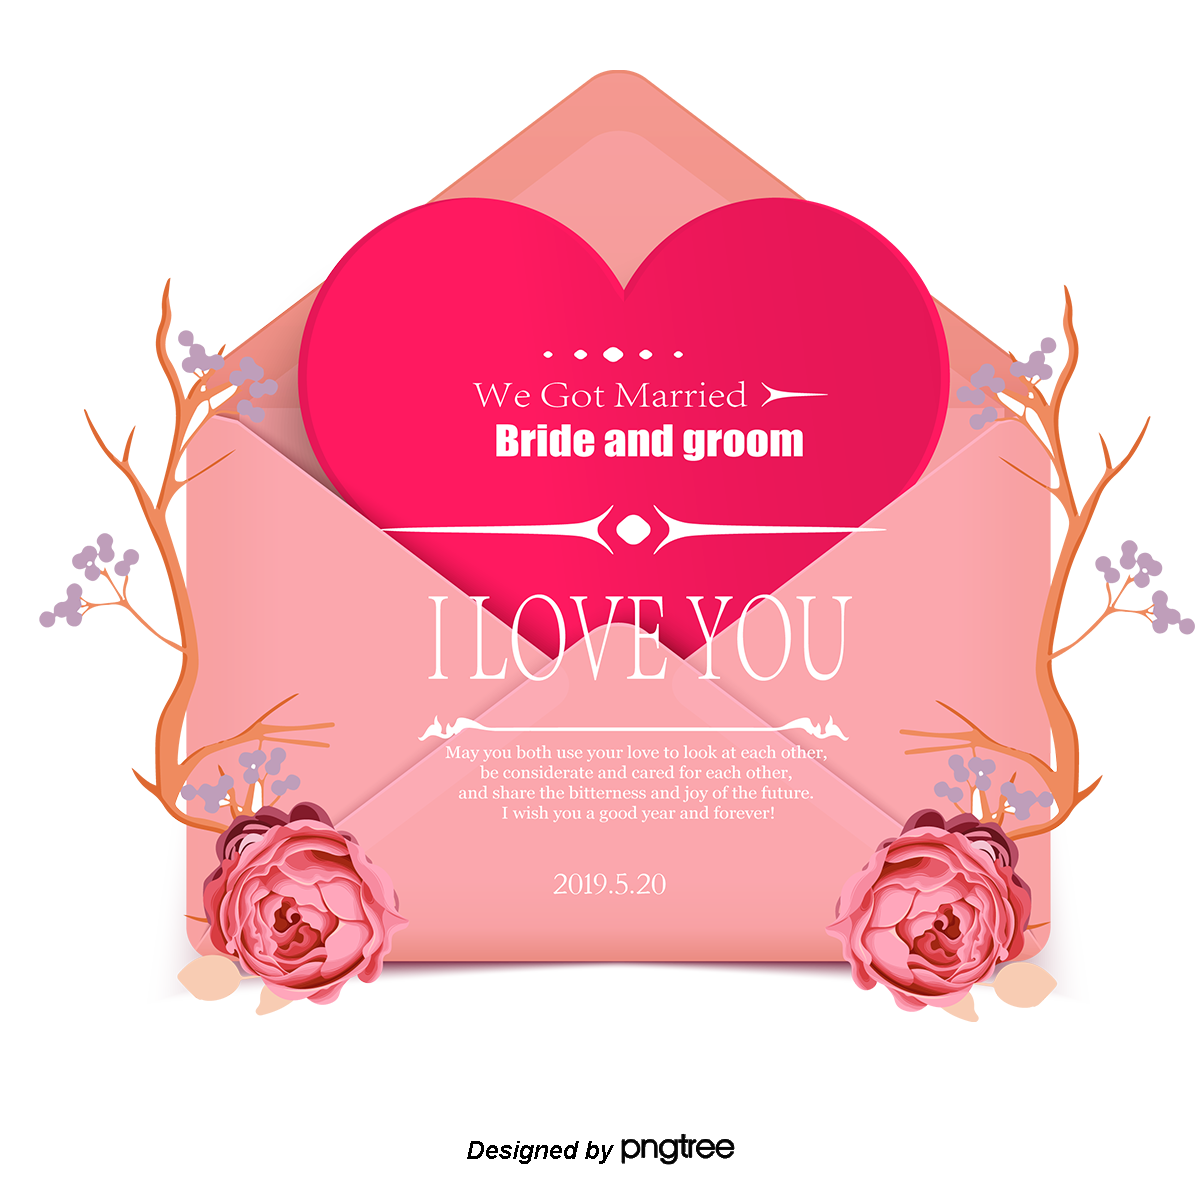 We Got Married
Bride and groom
I LOVE YOU
May you both use your love to look at each other,
be considerate and cared for each other,
and share the bitterness and joy of the future.
I wish you a good year and forever!
2019.5.20
Designed by pngtree